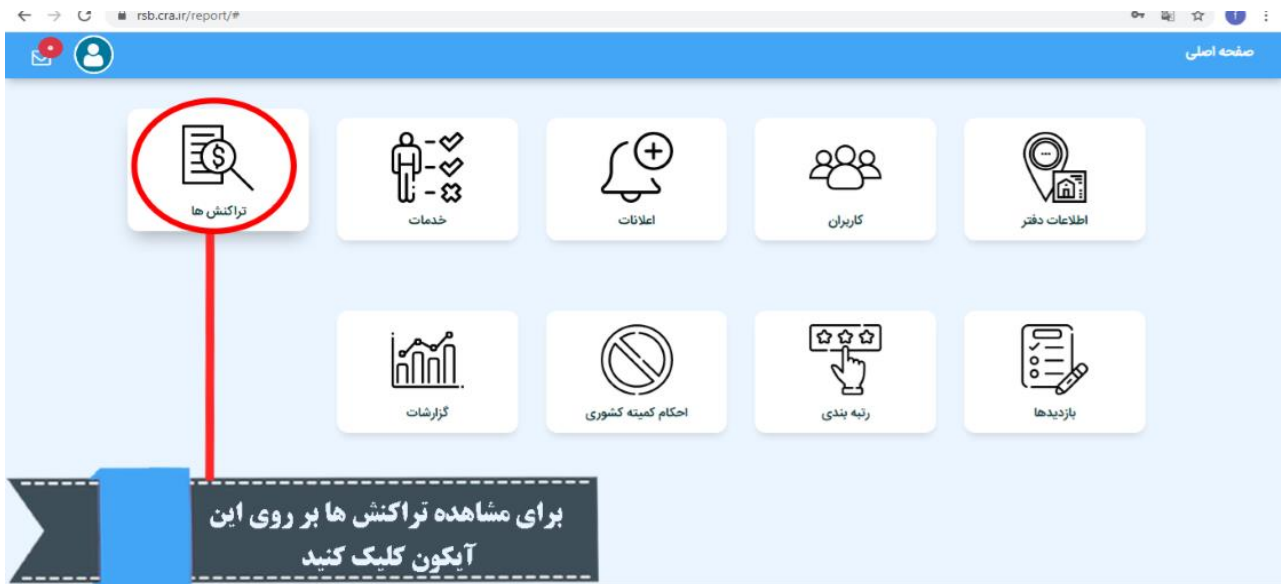 rsb.cra.ir/report/#
صفحه اصلی
اطلاعات دفتر
کاربران
اعلانات
خدمات
تراکنش ها
بازدیدها
رتبه بندی
احکام کمیته کشوری
گزارشات
برای مشاهده تراکنش ها بر روی این
آیکون کلیک کنید